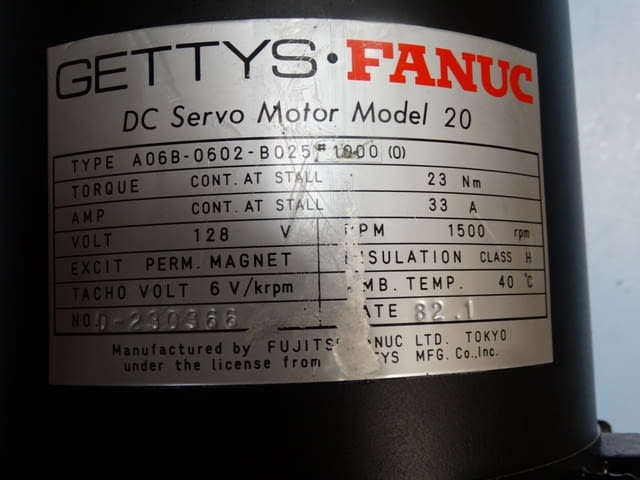 GETTYS·FANUC
DC Servo Motor Model 20
TYPE A06B-0602-B025#1000 (0)
TORQUE CONT. AT STALL 23 Nm
AMP CONT. AT STALL 33 A
VOLT 128 V RPM 1500 rpm
EXCIT PERM. MAGNET INSULATION CLASS H
TACHO VOLT 6 V/krpm AMB. TEMP. 40 °C
NO. 0-230366 DATE 82.1
Manufactured by FUJITSU FANUC LTD. TOKYO
under the license from GETTYS MFG. Co., Inc.